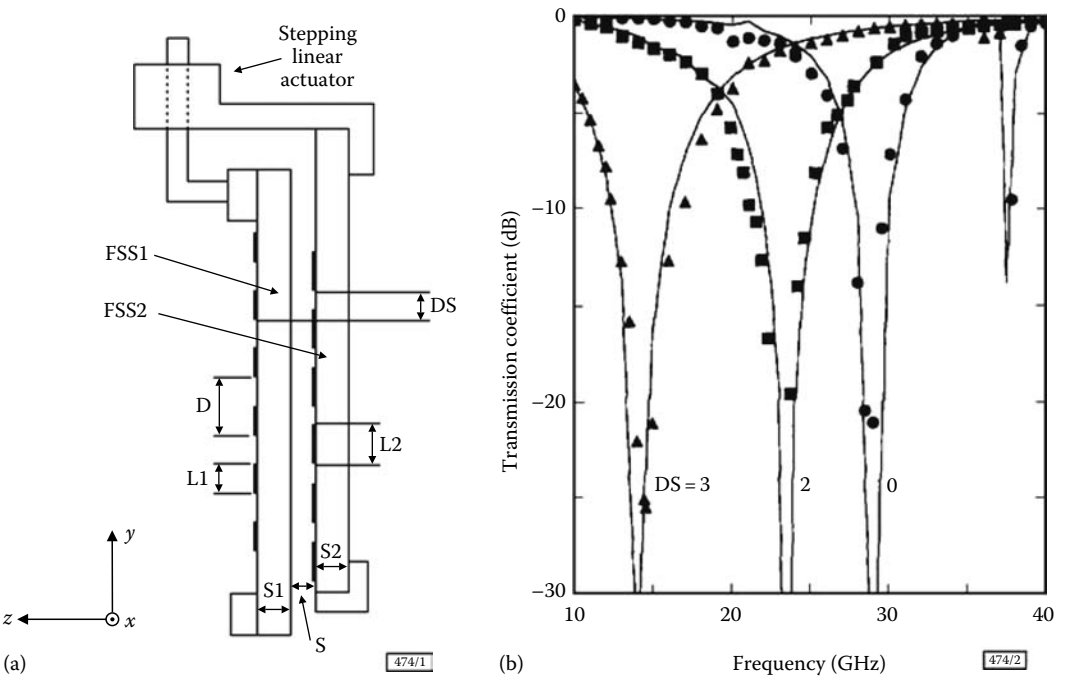 Stepping
linear
actuator
FSS1
FSS2
DS
D
L2
L1
y
S2
S1
z
x
S
(a)
474/1
0
−10
−20
−30
Transmission coefficient (dB)
DS = 3
2
0
10
20
30
40
(b)
Frequency (GHz)
474/2